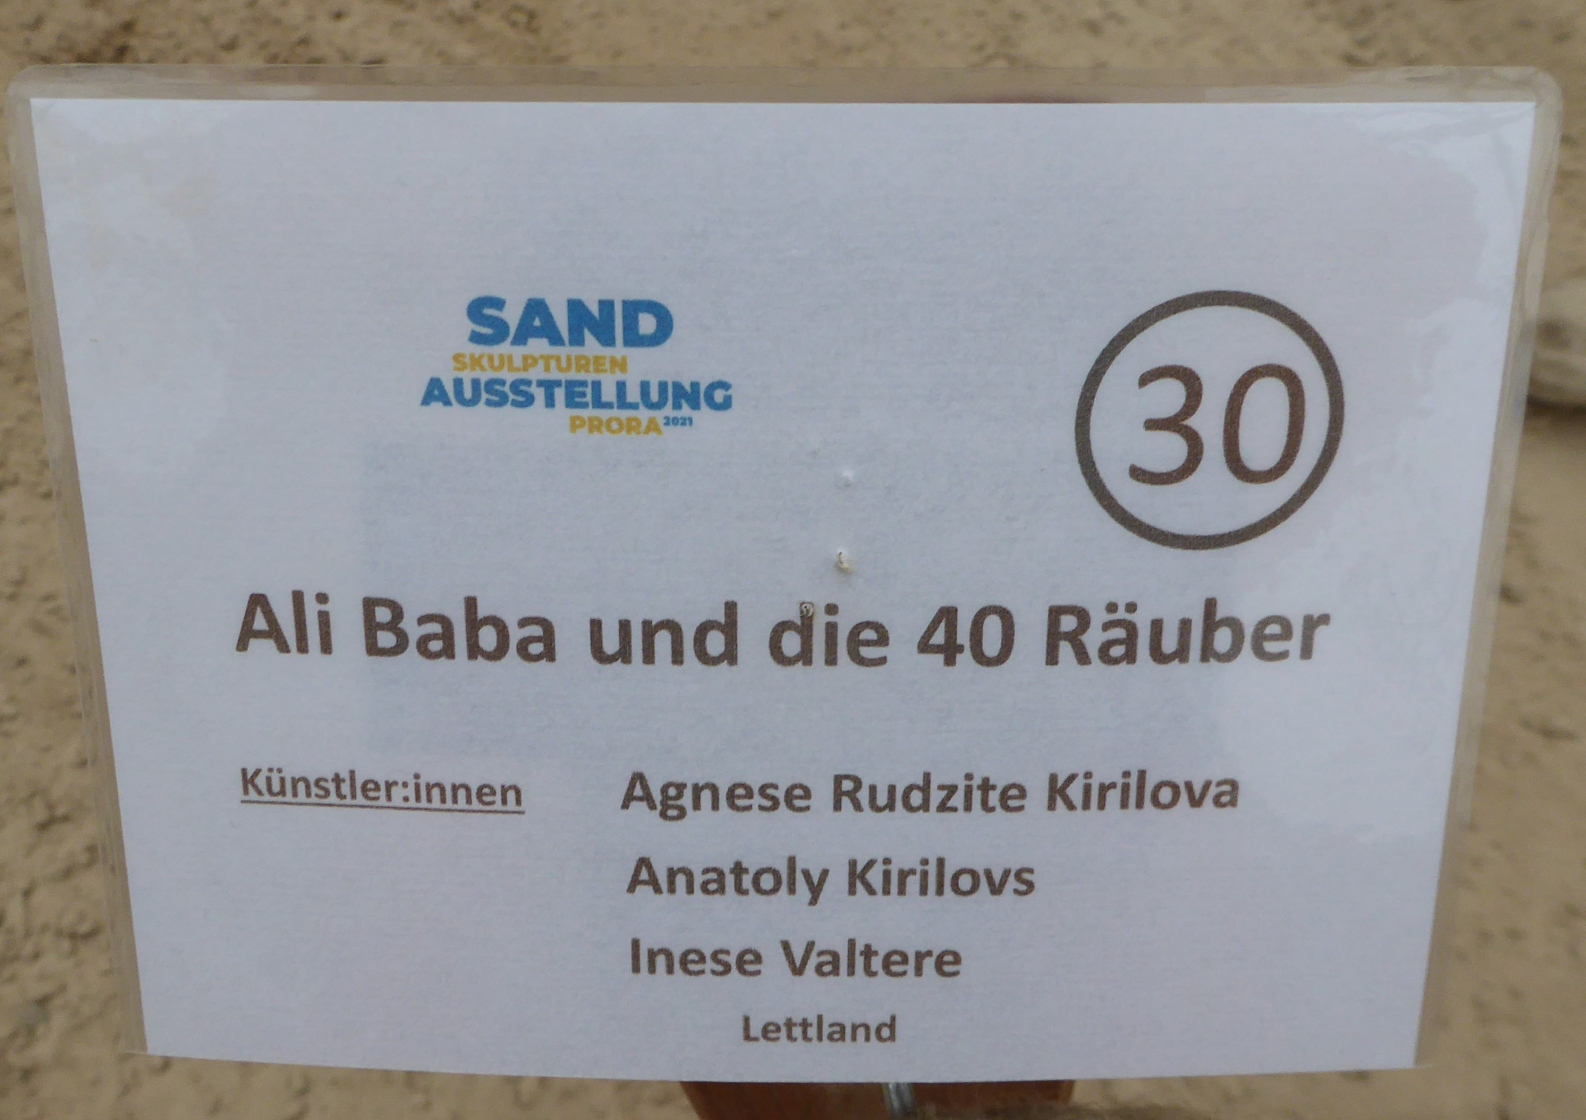 SAND
SKULPTUREN
AUSSTELLUNG
PRORA 2021
30
Ali Baba und die 40 Räuber
Künstler:innen Agnese Rudzite Kirilova
Anatoly Kirilovs
Inese Valtere
Lettland